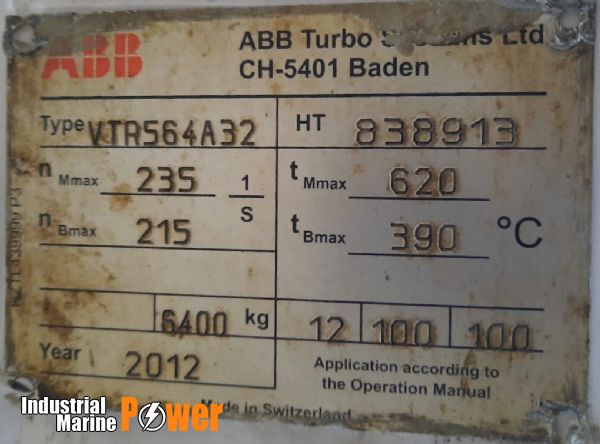 ABB
ABB Turbo Systems Ltd
CH-5401 Baden
Type VTR564A32
HT 838913
n Mmax 235 1/S
t Mmax 620
n Bmax 215
t Bmax 390 °C
6400 kg
12 100 100
Year 2012
Application according to
the Operation Manual
Made in Switzerland
Industrial
Marine Power